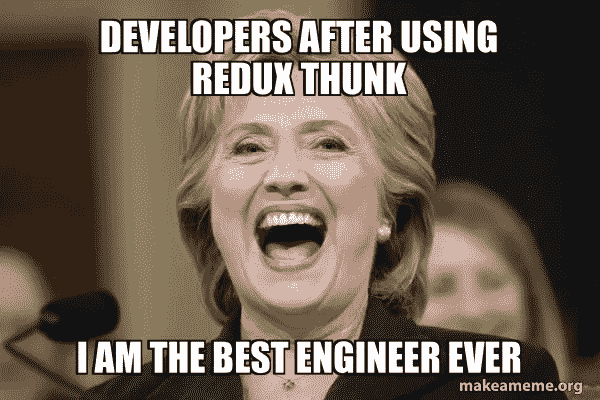 DEVELOPERS AFTER USING
REDUX THUNK
I AM THE BEST ENGINEER EVER
makeameme.org